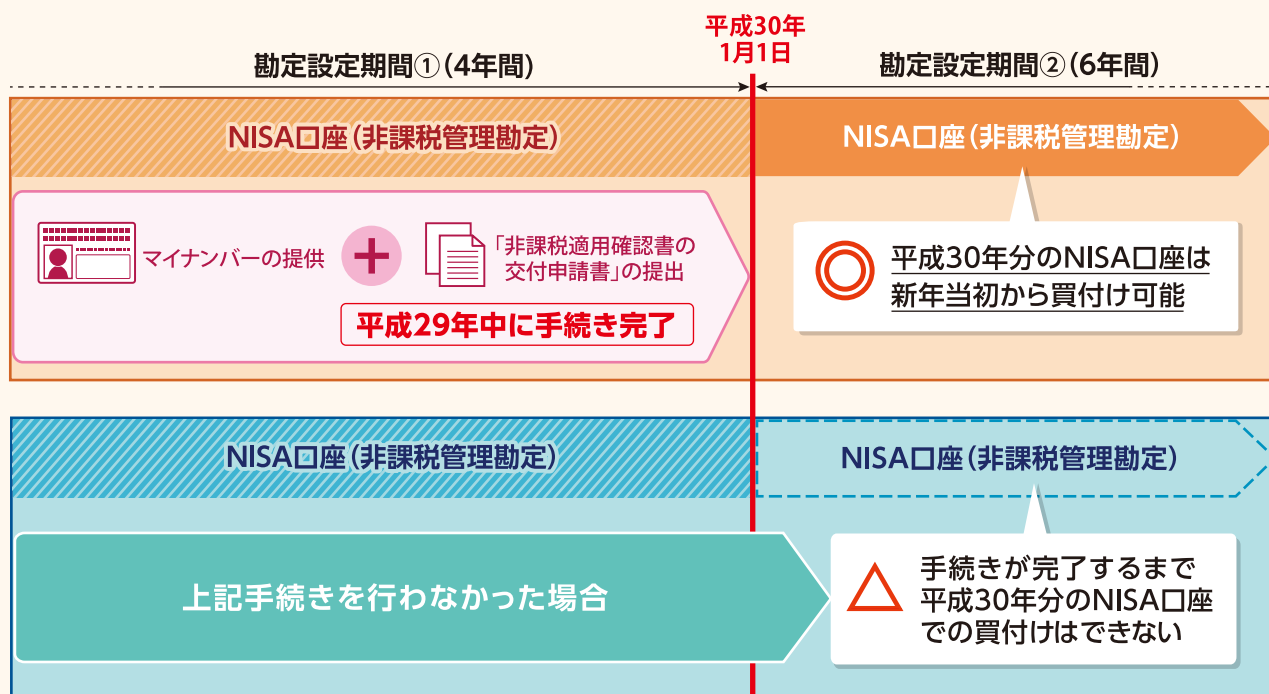 平成30年
1月1日
勘定設定期間①(4年間)
勘定設定期間②(6年間)
NISA口座(非課税管理勘定)
NISA口座(非課税管理勘定)
マイナンバーの提供
+
「非課税適用確認書の
交付申請書」の提出
平成29年中に手続き完了
平成30年分のNISA口座は
新年当初から買付け可能
NISA口座(非課税管理勘定)
NISA口座(非課税管理勘定)
上記手続きを行わなかった場合
手続きが完了するまで
平成30年分のNISA口座
での買付けはできない